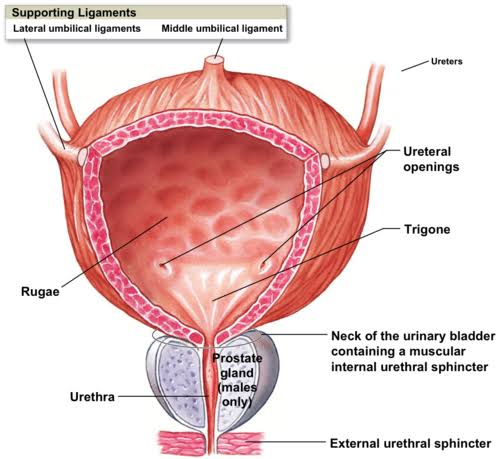 Supporting Ligaments
Lateral umbilical ligaments
Middle umbilical ligament
Ureters
Ureteral
openings
Trigone
Rugae
Neck of the urinary bladder
containing a muscular
internal urethral sphincter
Prostate
gland
(males
only)
Urethra
External urethral sphincter